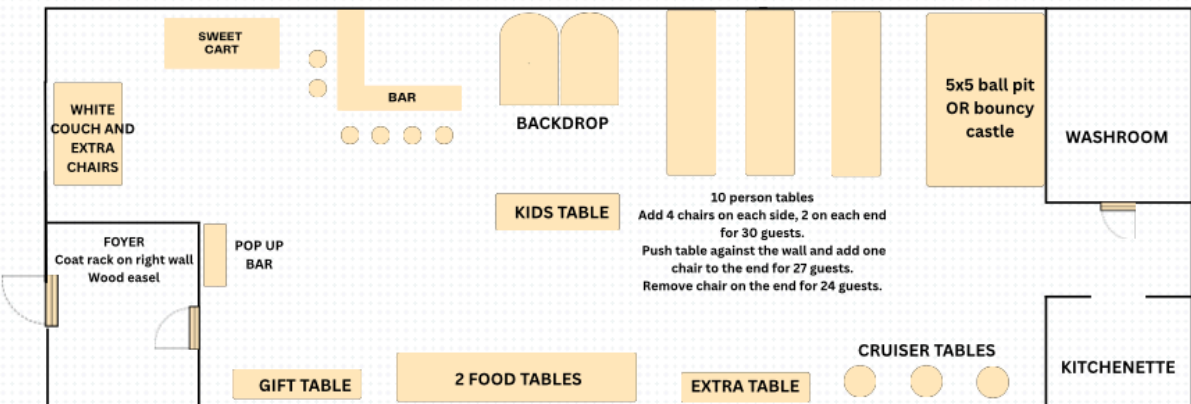 SWEET
CART
BAR
BACKDROP
5x5 ball pit
OR bouncy
castle
WASHROOM
WHITE
COUCH AND
EXTRA
CHAIRS
KIDS TABLE
10 person tables
Add 4 chairs on each side, 2 on each end
for 30 guests.
Push table against the wall and add one
chair to the end for 27 guests.
Remove chair on the end for 24 guests.
FOYER
Coat rack on right wall
Wood easel
POP UP
BAR
GIFT TABLE
2 FOOD TABLES
EXTRA TABLE
CRUISER TABLES
KITCHENETTE